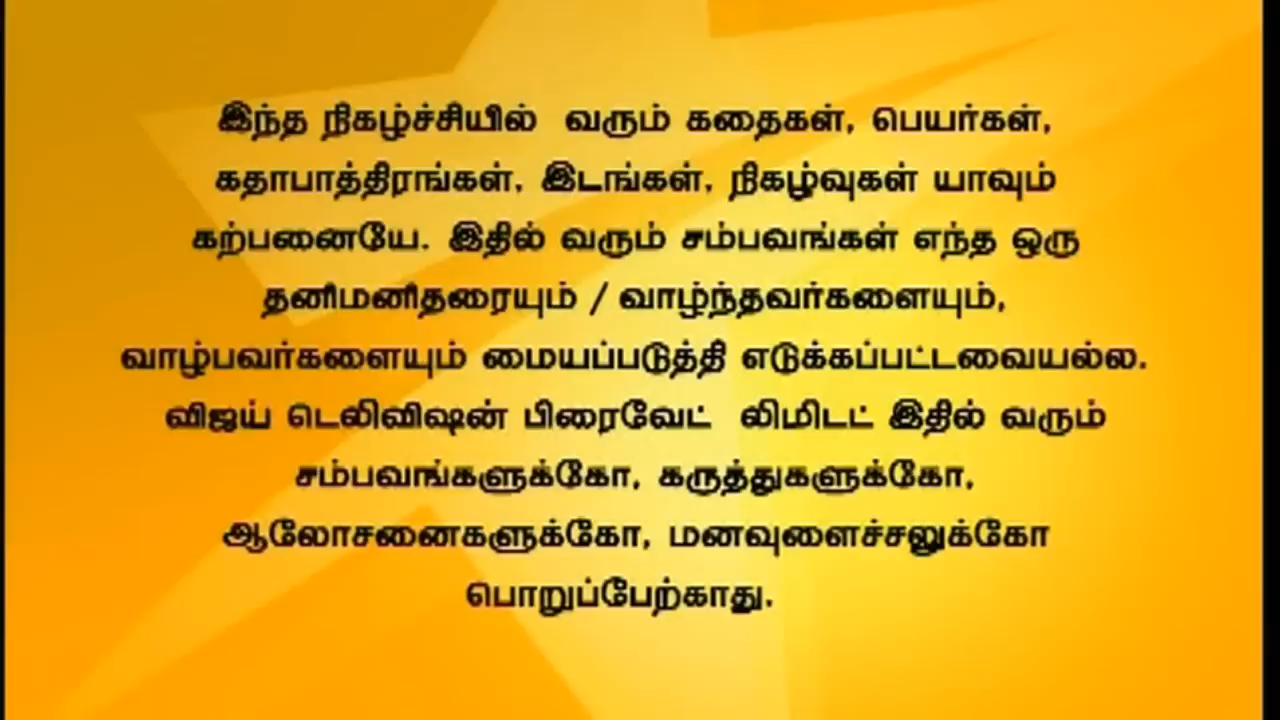 இந்த நிகழ்ச்சியில் வரும் கதைகள், பெயர்கள்,
கதாபாத்திரங்கள், இடங்கள், நிகழ்வுகள் யாவும்
கற்பனையே. இதில் வரும் சம்பவங்கள் எந்த ஒரு
தனிமனிதரையும் / வாழ்ந்தவர்களையும்,
வாழ்பவர்களையும் மையப்படுத்தி எடுக்கப்பட்டவையல்ல.
விஜய் டெலிவிஷன் பிரைவேட் லிமிடட் இதில் வரும்
சம்பவங்களுக்கோ, கருத்துகளுக்கோ,
ஆலோசனைகளுக்கோ, மனவுளைச்சலுக்கோ
பொறுப்பேற்காது.